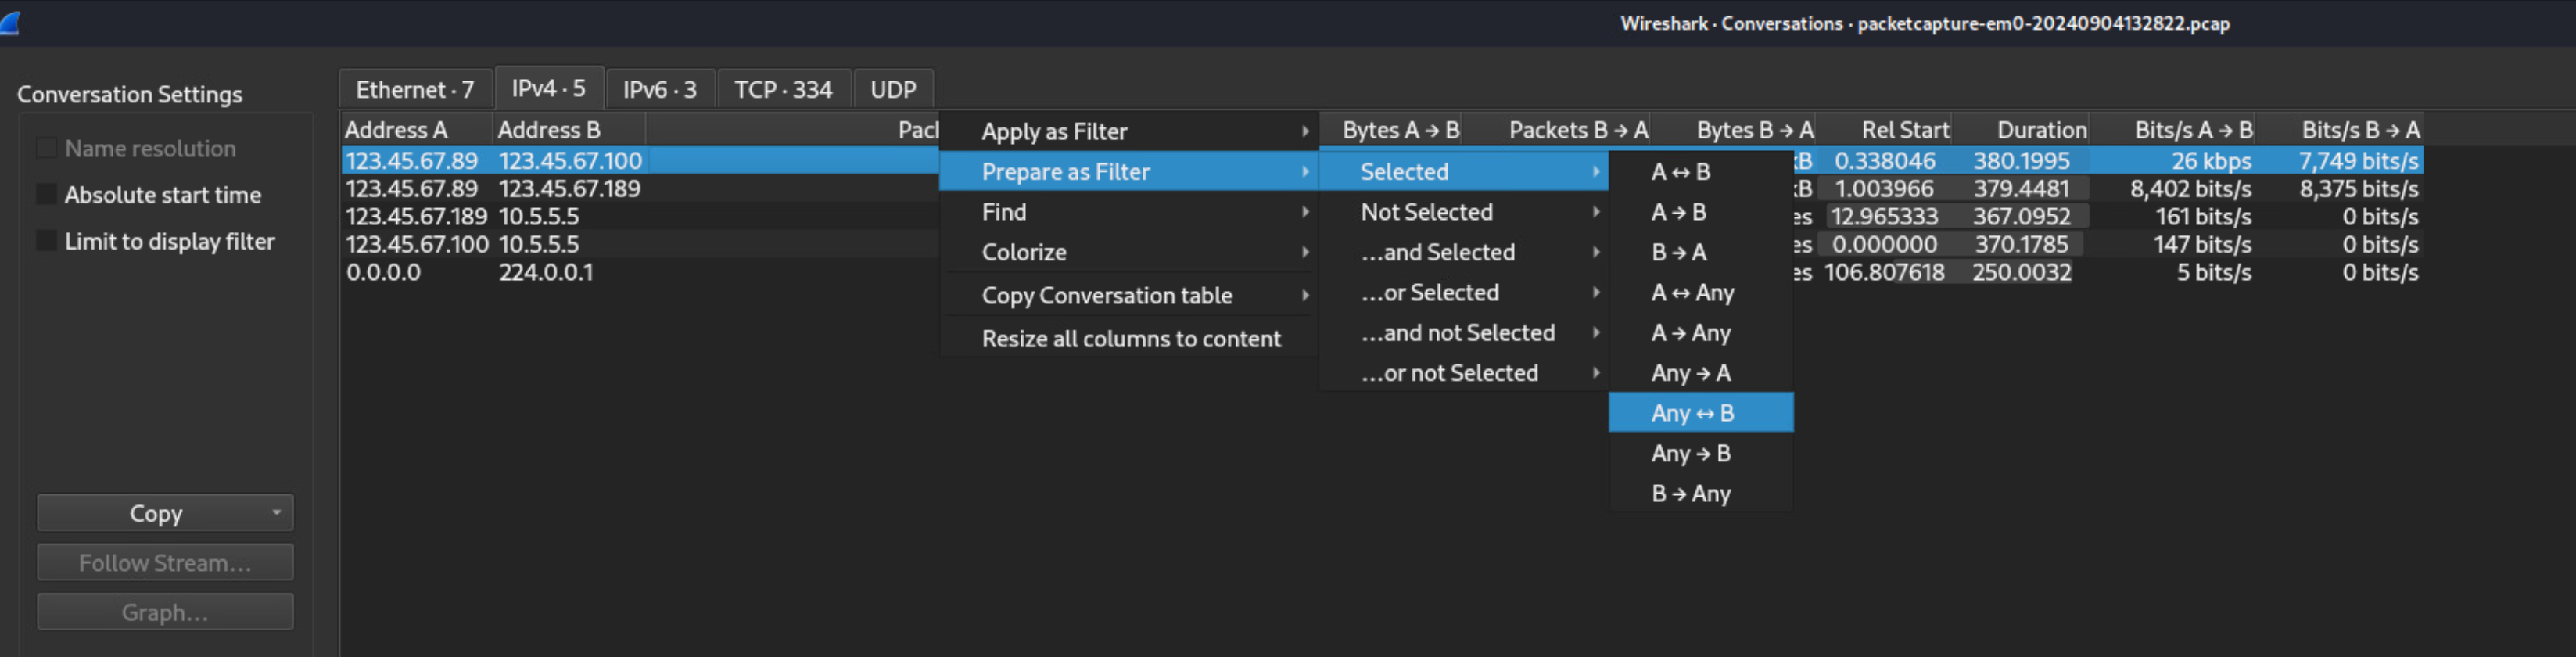 Wireshark · Conversations · packetcapture-em0-20240904132822.pcap
Conversation Settings
Name resolution
Absolute start time
Limit to display filter
Copy
Follow Stream…
Graph…
Ethernet · 7 IPv4 · 5 IPv6 · 3 TCP · 334 UDP
Address A Address B Bytes A → B Packets B → A Bytes B → A Rel Start Duration Bits/s A → B Bits/s B → A
123.45.67.89 123.45.67.100 0.338046 380.1995 26 kbps 7,749 bits/s
123.45.67.89 123.45.67.189 1.003966 379.4481 8,402 bits/s 8,375 bits/s
123.45.67.189 10.5.5.5 12.965333 367.0952 161 bits/s 0 bits/s
123.45.67.100 10.5.5.5 0.000000 370.1785 147 bits/s 0 bits/s
0.0.0.0 224.0.0.1 106.807618 250.0032 5 bits/s 0 bits/s
Apply as Filter
Prepare as Filter
Find
Colorize
Copy Conversation table
Resize all columns to content
Selected
Not Selected
…and Selected
…or Selected
…and not Selected
…or not Selected
A ↔ B
A → B
B → A
A ↔ Any
A → Any
Any → A
Any ↔ B
Any → B
B → Any